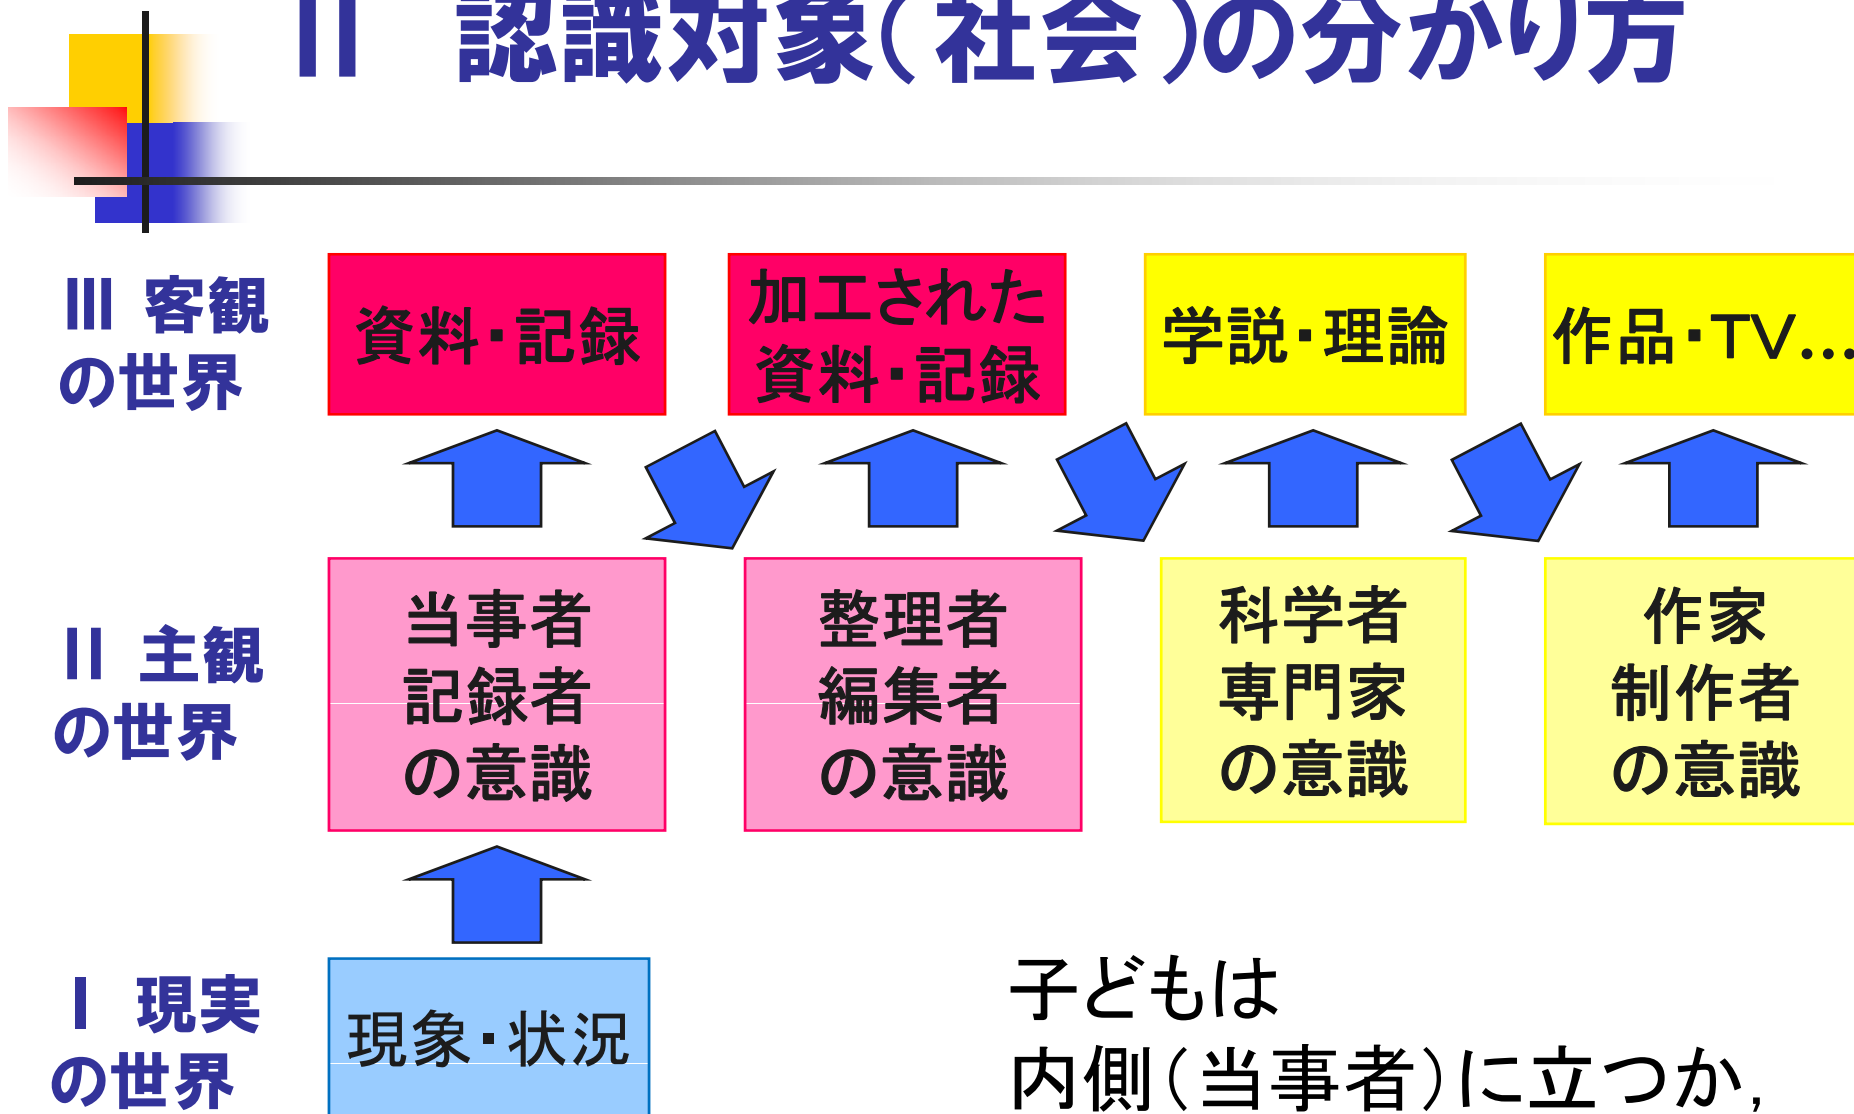 Ⅱ 認識対象(社会)の分かり方
Ⅲ 客観
の世界
資料・記録
加工された
資料・記録
学説・理論
作品・TV…
Ⅱ 主観
の世界
当事者
記録者
の意識
整理者
編集者
の意識
科学者
専門家
の意識
作家
制作者
の意識
Ⅰ 現実
の世界
現象・状況
子どもは
内側(当事者)に立つか,